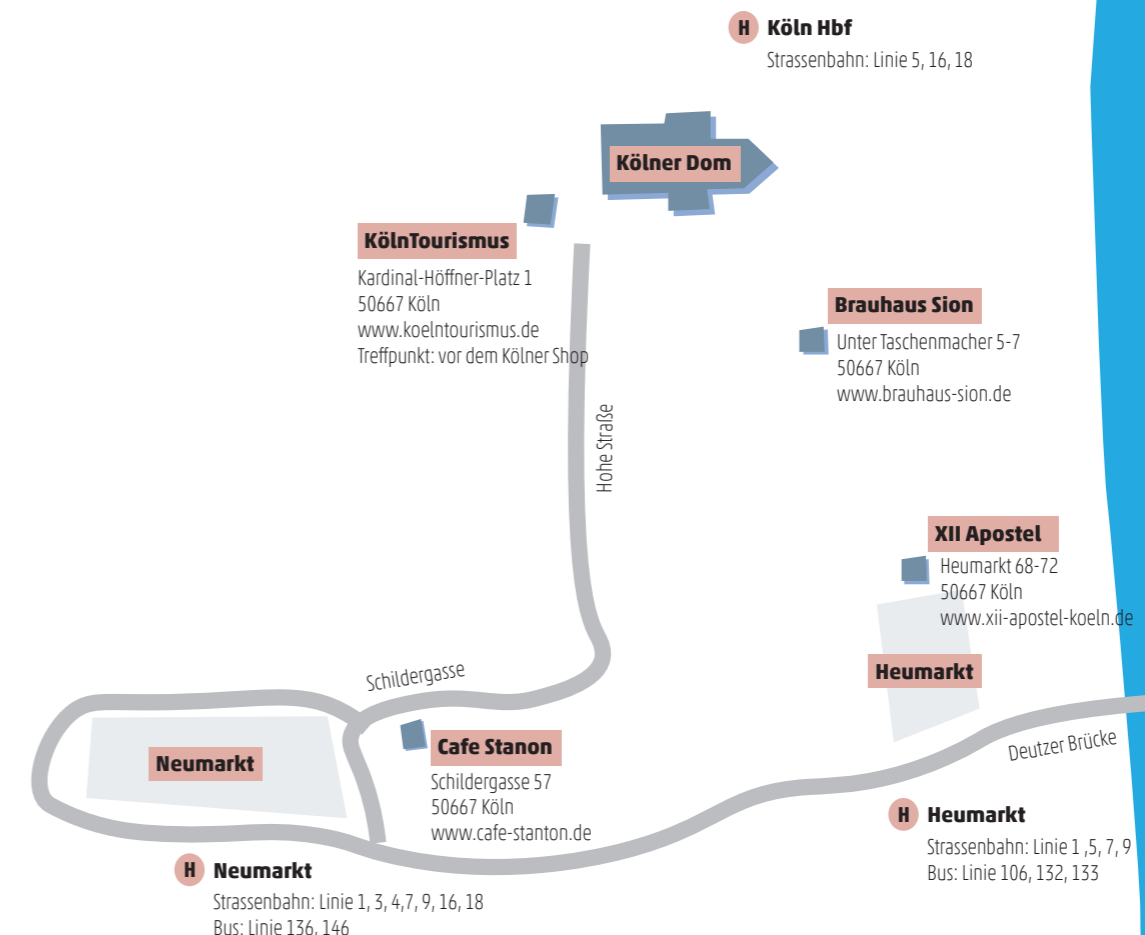 H Köln Hbf
Strassenbahn: Linie 5, 16, 18
Kölner Dom
KölnTourismus
Kardinal-Höffner-Platz 1
50667 Köln
www.koelntourismus.de
Treffpunkt: vor dem Kölner Shop
Brauhaus Sion
Unter Taschenmacher 5-7
50667 Köln
www.brauhaus-sion.de
Hohe Straße
XII Apostel
Heumarkt 68-72
50667 Köln
www.xii-apostel-koeln.de
Heumarkt
Schildergasse
Neumarkt
Cafe Stanon
Schildergasse 57
50667 Köln
www.cafe-stanton.de
Deutzer Brücke
H Heumarkt
Strassenbahn: Linie 1 ,5, 7, 9
Bus: Linie 106, 132, 133
H Neumarkt
Strassenbahn: Linie 1, 3, 4,7, 9, 16, 18
Bus: Linie 136, 146